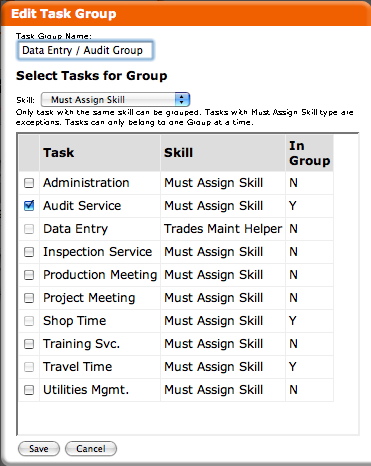 Edit Task Group
Task Group Name:
Data Entry / Audit Group
Select Tasks for Group
Skill: Must Assign Skill
Only task with the same skill can be grouped. Tasks with Must Assign Skill type are
exceptions. Tasks can only belong to one Group at a time.
Task Skill In
Group
Administration Must Assign Skill N
Audit Service Must Assign Skill Y
Data Entry Trades Maint Helper N
Inspection Service Must Assign Skill N
Production Meeting Must Assign Skill N
Project Meeting Must Assign Skill N
Shop Time Must Assign Skill Y
Training Svc. Must Assign Skill N
Travel Time Must Assign Skill Y
Utilities Mgmt. Must Assign Skill N
Save Cancel